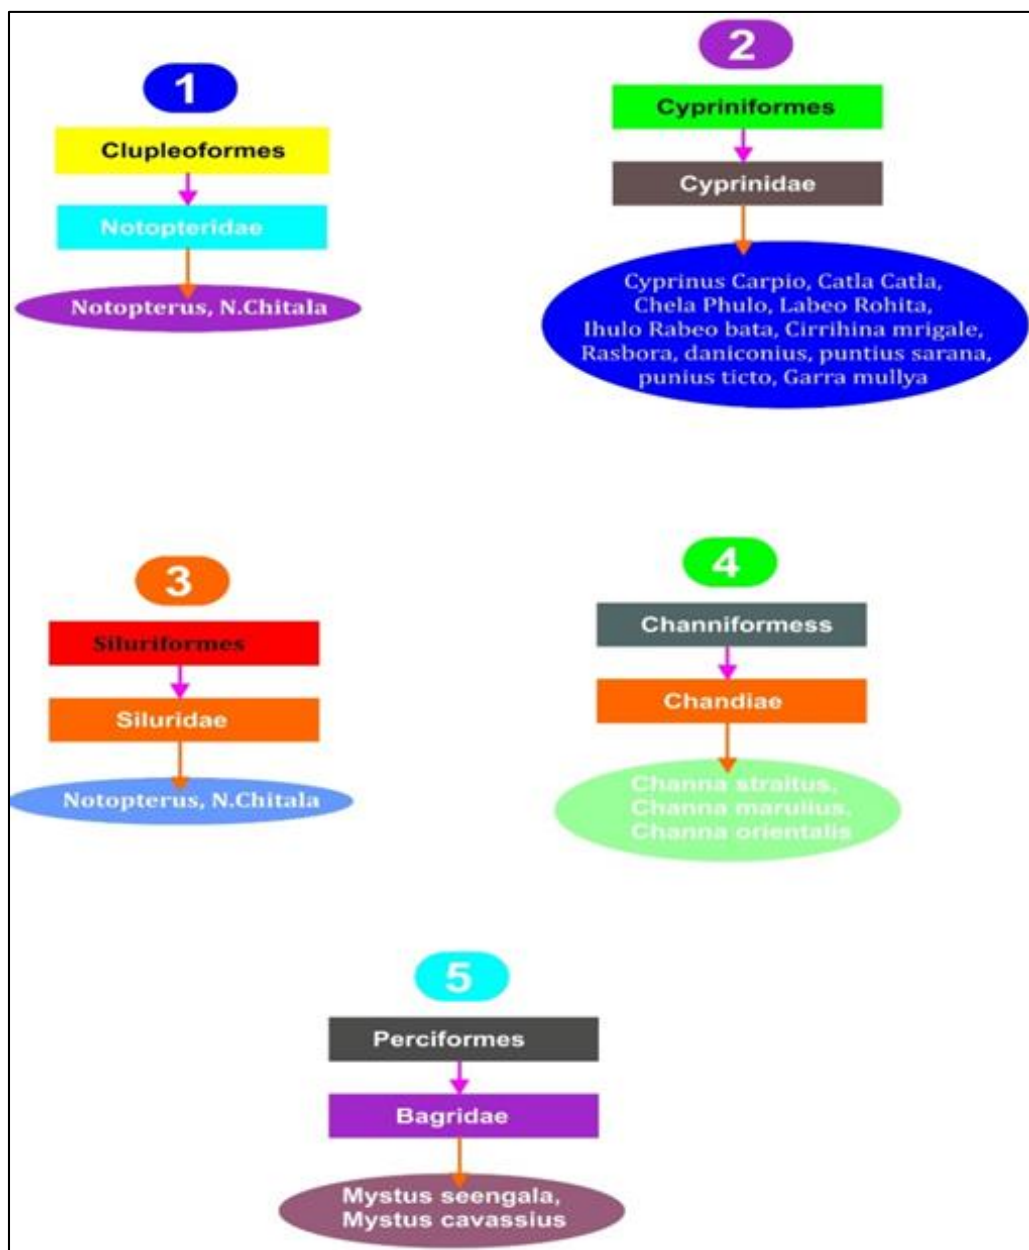 1
Clupleoformes
Notopteridae
Notopterus, N.Chitala
2
Cypriniformes
Cyprinidae
Cyprinus Carpio, Catla Catla,
Chela Phulo, Labeo Rohita,
Ihulo Rabeo bata, Cirrihina mrigale,
Rasbora, daniconius, puntius sarana,
punius ticto, Garra mullya
3
Siluriformes
Siluridae
Notopterus, N.Chitala
4
Channiformess
Chandiae
Channa straitus,
Channa marulius,
Channa orientalis
5
Perciformes
Bagridae
Mystus seengala,
Mystus cavassius